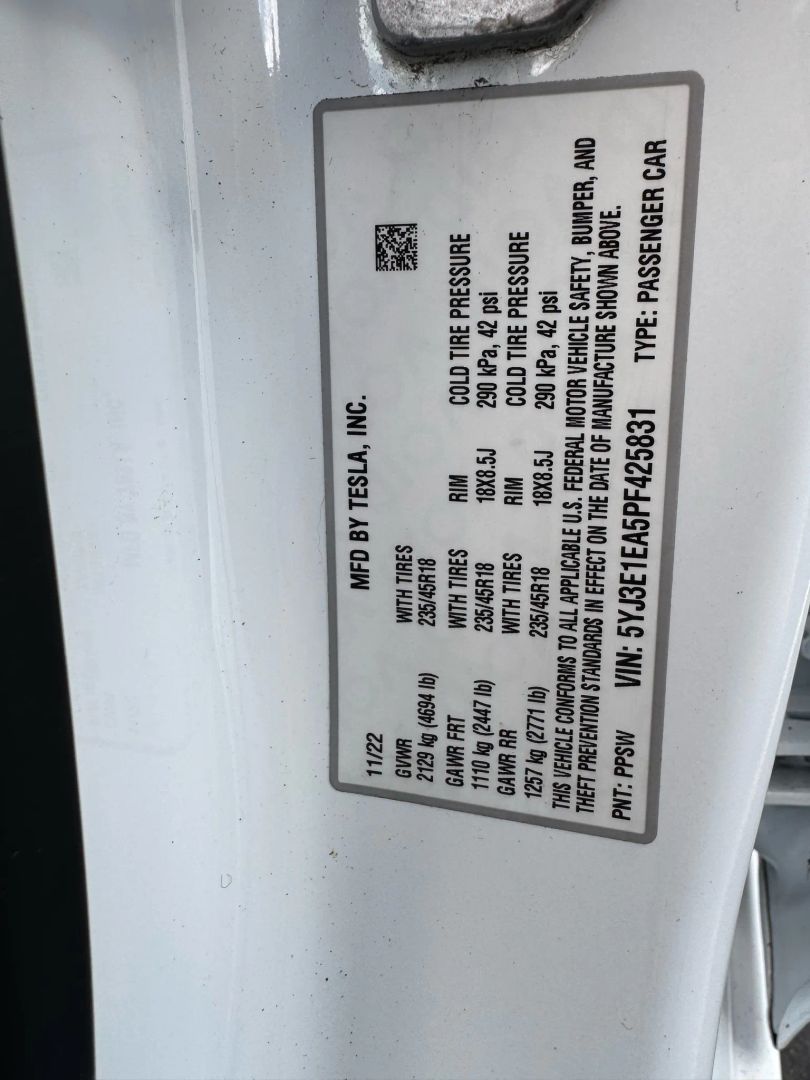 MFD BY TESLA, INC.
11/22
GVWR WITH TIRES
2129 kg (4694 lb) 235/45R18
GAWR FRT WITH TIRES RIM COLD TIRE PRESSURE
1110 kg (2447 lb) 235/45R18 18X8.5J 290 kPa, 42 psi
GAWR RR WITH TIRES RIM COLD TIRE PRESSURE
1257 kg (2771 lb) 235/45R18 18X8.5J 290 kPa, 42 psi
THIS VEHICLE CONFORMS TO ALL APPLICABLE U.S. FEDERAL MOTOR VEHICLE SAFETY, BUMPER, AND
THEFT PREVENTION STANDARDS IN EFFECT ON THE DATE OF MANUFACTURE SHOWN ABOVE.
PNT: PPSW VIN: 5YJ3E1EA5PF425831 TYPE: PASSENGER CAR